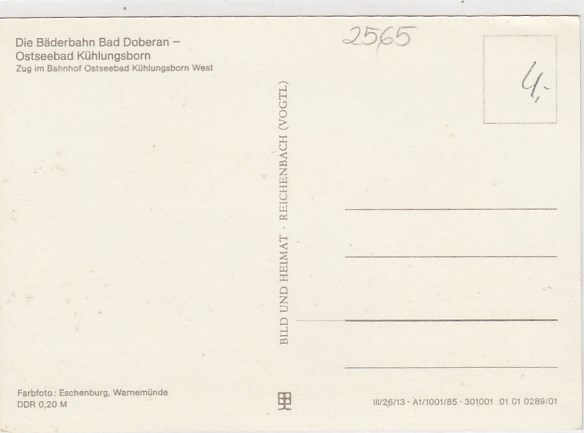 Die Bäderbahn Bad Doberan –
Ostseebad Kühlungsborn
Zug im Bahnhof Ostseebad Kühlungsborn West
2565
4,-
BILD UND HEIMAT · REICHENBACH (VOGTL)
Farbfoto: Eschenburg, Warnemünde
DDR 0,20 M
III/26/13 · A1/1001/85 · 301001 01 01 0289/01